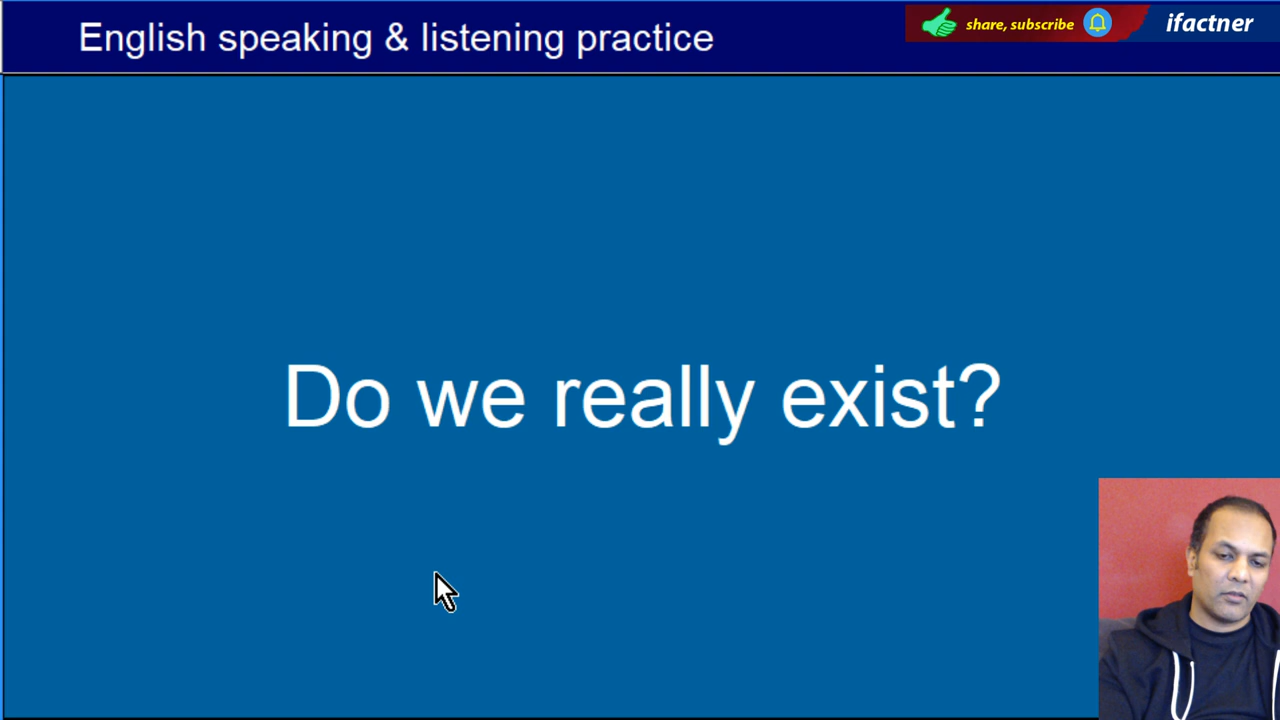 English speaking & listening practice
share, subscribe
ifactner
Do we really exist?